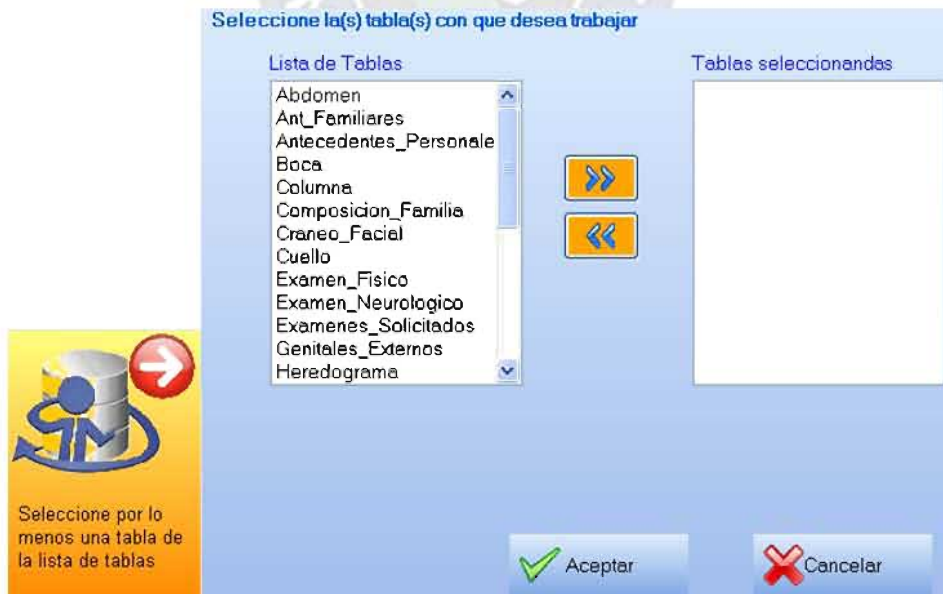 Seleccione la(s) tabla(s) con que desea trabajar
Lista de Tablas
Abdomen
Ant_Familiares
Antecedentes_Personale
Boca
Columna
Composicion_Familia
Craneo_Facial
Cuello
Examen_Fisico
Examen_Neurologico
Examenes_Solicitados
Genitales_Externos
Heredograma
Tablas seleccionandas
Seleccione por lo
menos una tabla de
la lista de tablas
Aceptar
Cancelar